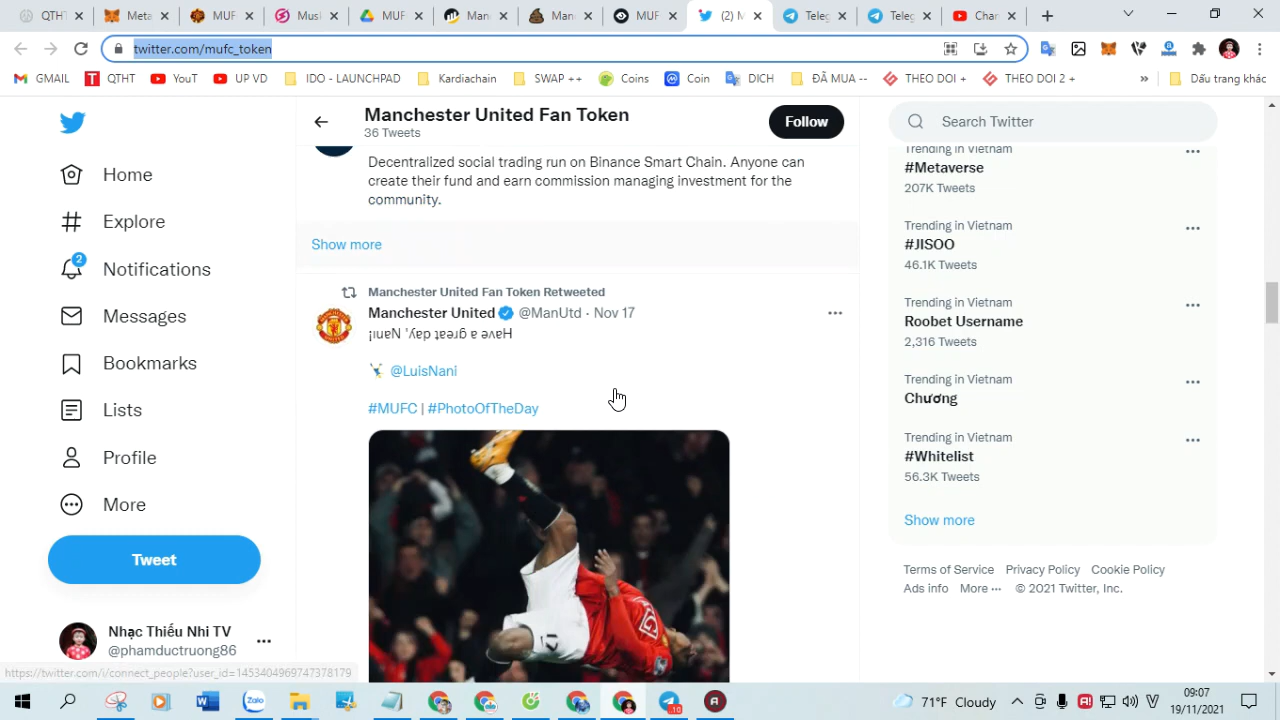 QTHT
Meta
MUF
Musk
MUFC
Binan
Mane
MUF
(2) M
Teleg
Teleg
Char
twitter.com/mufc_token
GMAIL
QTHT
YouT
UP VD
IDO - LAUNCHPAD
Kardiachain
SWAP ++
Coins
Coin
DICH
ĐÃ MUA --
THEO DOI +
THEO DOI 2 +
»
Dấu trang khác
Home
Explore
2
Notifications
Messages
Bookmarks
Lists
Profile
More
Tweet
Nhạc Thiếu Nhi TV
@phamductruong86
Manchester United Fan Token
36 Tweets
Follow
Decentralized social trading run on Binance Smart Chain. Anyone can
create their fund and earn commission managing investment for the
community.
Show more
Manchester United Fan Token Retweeted
Manchester United @ManUtd · Nov 17
¡ıuɐN 'ʎɐp ʇɐǝɹƃ ɐ ǝʌɐH
@LuisNani
#MUFC | #PhotoOfTheDay
Search Twitter
Trending in Vietnam
#Metaverse
207K Tweets
Trending in Vietnam
#JISOO
46.1K Tweets
Trending in Vietnam
Roobet Username
2,316 Tweets
Trending in Vietnam
Chương
Trending in Vietnam
#Whitelist
56.3K Tweets
Show more
Terms of Service Privacy Policy Cookie Policy
Ads info More ··· © 2021 Twitter, Inc.
https://twitter.com/i/connect_people?user_id=1453404969747378179
Zalo
10
71°F Cloudy
09:07
19/11/2021